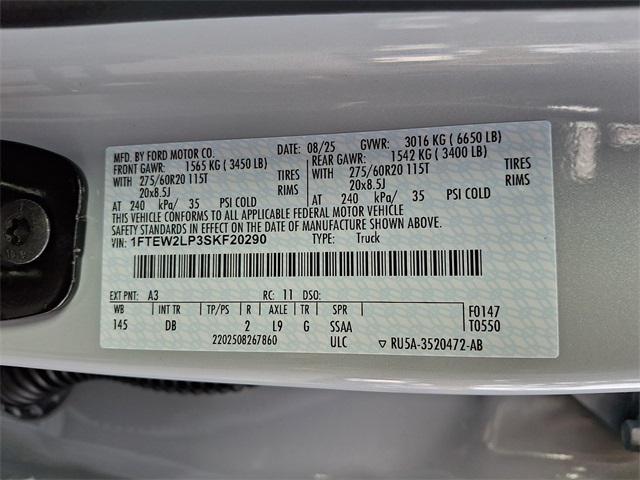 MFD. BY FORD MOTOR CO. DATE: 08/25 GVWR: 3016 KG ( 6650 LB)
FRONT GAWR: 1565 KG ( 3450 LB) REAR GAWR: 1542 KG ( 3400 LB)
WITH 275/60R20 115T TIRES WITH 275/60R20 115T TIRES
20x8.5J RIMS 20x8.5J RIMS
AT 240 kPa/ 35 PSI COLD AT 240 kPa/ 35 PSI COLD
THIS VEHICLE CONFORMS TO ALL APPLICABLE FEDERAL MOTOR VEHICLE
SAFETY STANDARDS IN EFFECT ON THE DATE OF MANUFACTURE SHOWN ABOVE.
VIN: 1FTEW2LP3SKF20290 TYPE: Truck
EXT PNT: A3 RC: 11 DSO:
WB INT TR TP/PS R AXLE TR SPR F0147
145 DB 2 L9 G SSAA T0550
2202508267860 ULC ▽ RU5A-3520472-AB